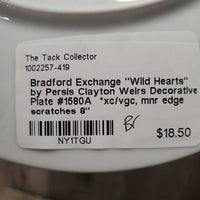 The Tack Collector
1002257-419
Bradford Exchange "Wild Hearts"
by Persis Clayton Weirs Decorative
Plate #1580A *xc/vgc, mnr edge
scratches 8"
NY1TGU
Br
$18.50